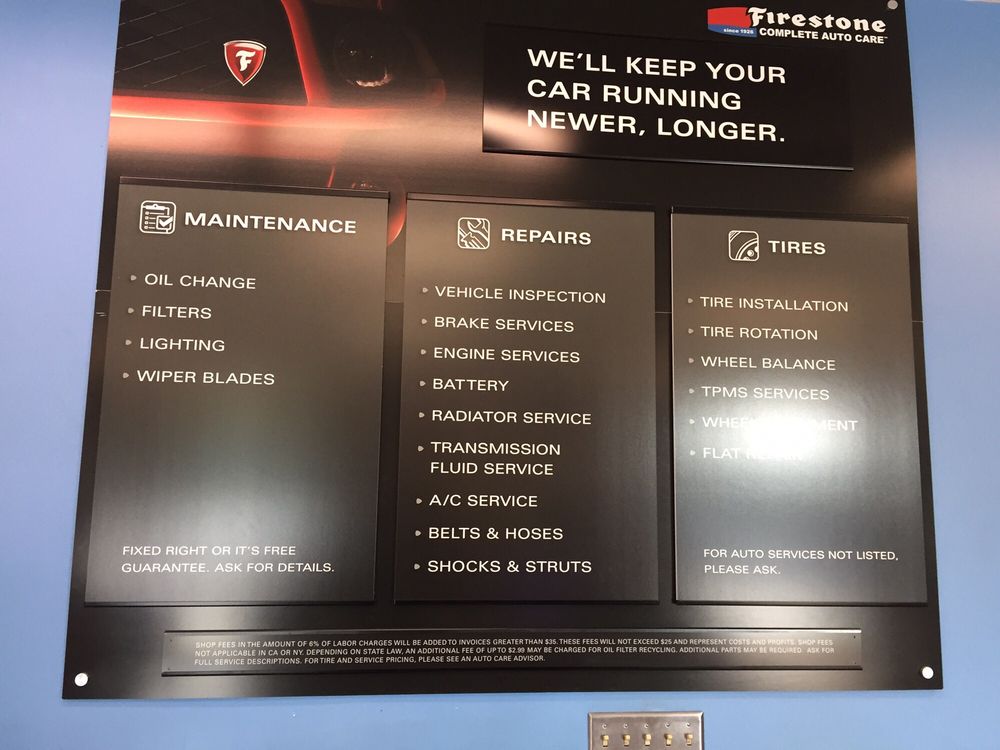 Firestone
since 1926
COMPLETE AUTO CARE™
F
WE'LL KEEP YOUR
CAR RUNNING
NEWER, LONGER.
MAINTENANCE
OIL CHANGE
FILTERS
LIGHTING
WIPER BLADES
FIXED RIGHT OR IT'S FREE
GUARANTEE. ASK FOR DETAILS.
REPAIRS
VEHICLE INSPECTION
BRAKE SERVICES
ENGINE SERVICES
BATTERY
RADIATOR SERVICE
TRANSMISSION
FLUID SERVICE
A/C SERVICE
BELTS & HOSES
SHOCKS & STRUTS
TIRES
TIRE INSTALLATION
TIRE ROTATION
WHEEL BALANCE
TPMS SERVICES
FLAT
FOR AUTO SERVICES NOT LISTED,
PLEASE ASK.
SHOP FEES IN THE AMOUNT OF 6% OF LABOR CHARGES WILL BE ADDED TO INVOICES GREATER THAN $35. THESE FEES WILL NOT EXCEED $25 AND REPRESENT COSTS AND PROFITS. SHOP FEES
NOT APPLICABLE IN CA OR NY. DEPENDING ON STATE LAW, AN ADDITIONAL FEE OF UP TO $2.99 MAY BE CHARGED FOR OIL FILTER RECYCLING. ADDITIONAL PARTS MAY BE REQUIRED. ASK FOR
FULL SERVICE DESCRIPTIONS. FOR TIRE AND SERVICE PRICING, PLEASE SEE AN AUTO CARE ADVISOR.